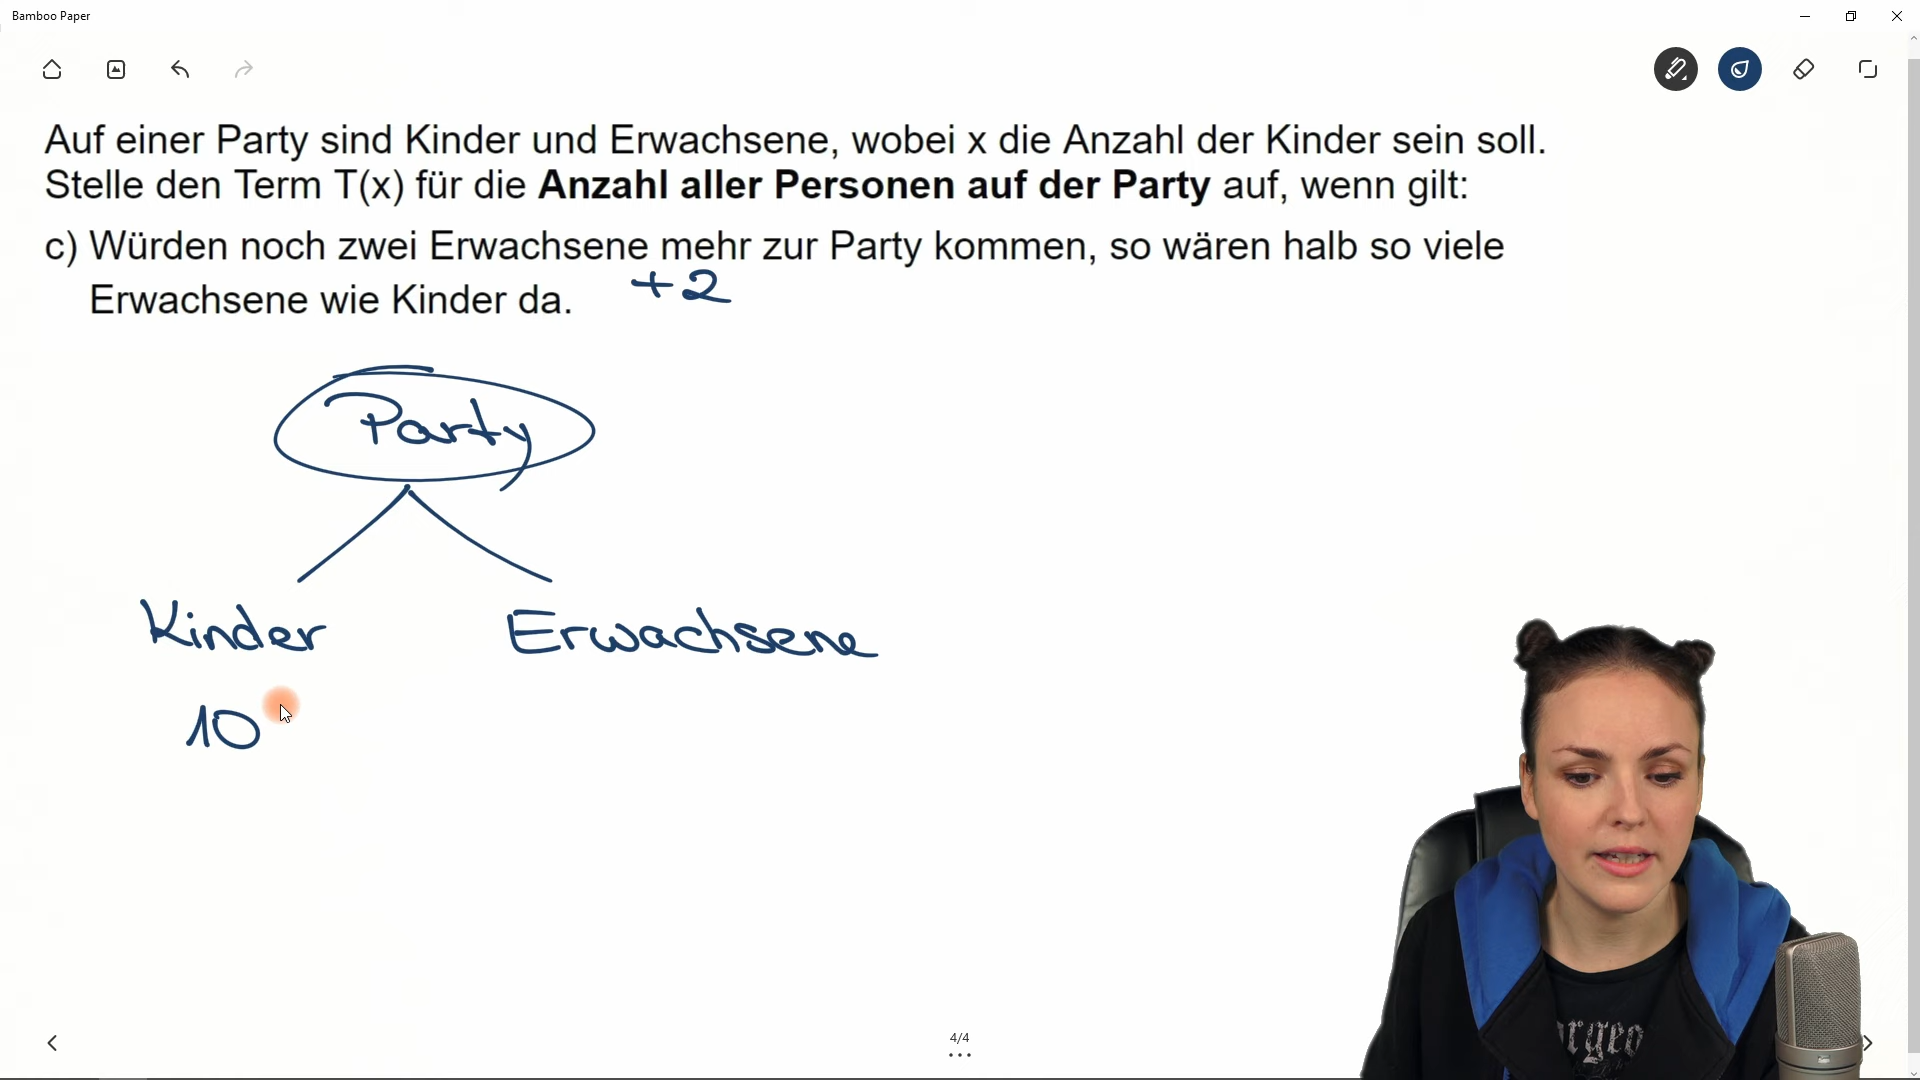 Bamboo Paper
Auf einer Party sind Kinder und Erwachsene, wobei x die Anzahl der Kinder sein soll.
Stelle den Term T(x) für die Anzahl aller Personen auf der Party auf, wenn gilt:
c) Würden noch zwei Erwachsene mehr zur Party kommen, so wären halb so viele
Erwachsene wie Kinder da.
+2
Party
Kinder Erwachsene
10
4/4